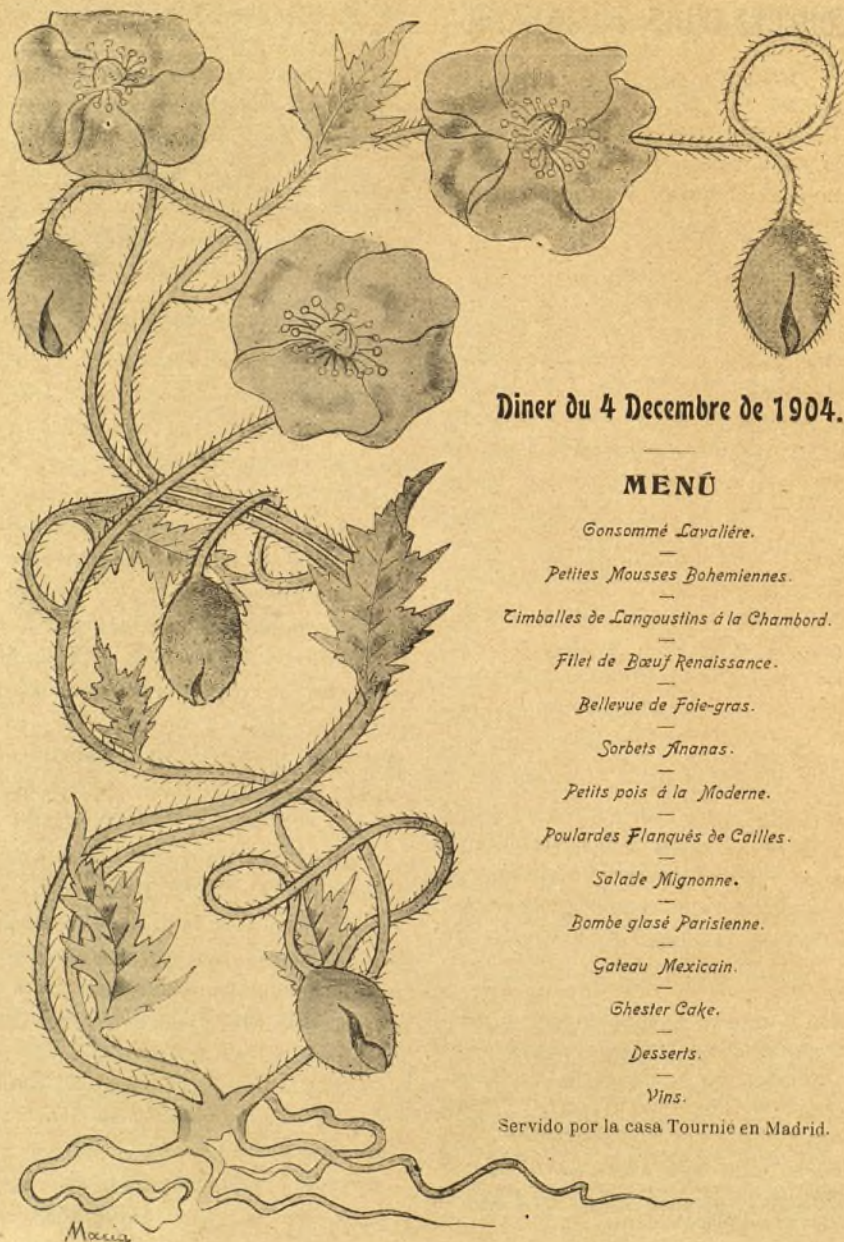 Diner du 4 Decembre de 1904.
MENÚ
Consommé Lavaliére.
Petites Mousses Bohemiennes.
Timballes de Langoustins á la Chambord.
Filet de Bœuf Renaissance.
Bellevue de Foie-gras.
Sorbets Ananas.
Petits pois á la Moderne.
Poulardes Flanqués de Cailles.
Salade Mignonne.
Bombe glasé Parisienne.
Gateau Mexicain.
Chester Cake.
Desserts.
Vins.
Servido por la casa Tournié en Madrid.
Maria